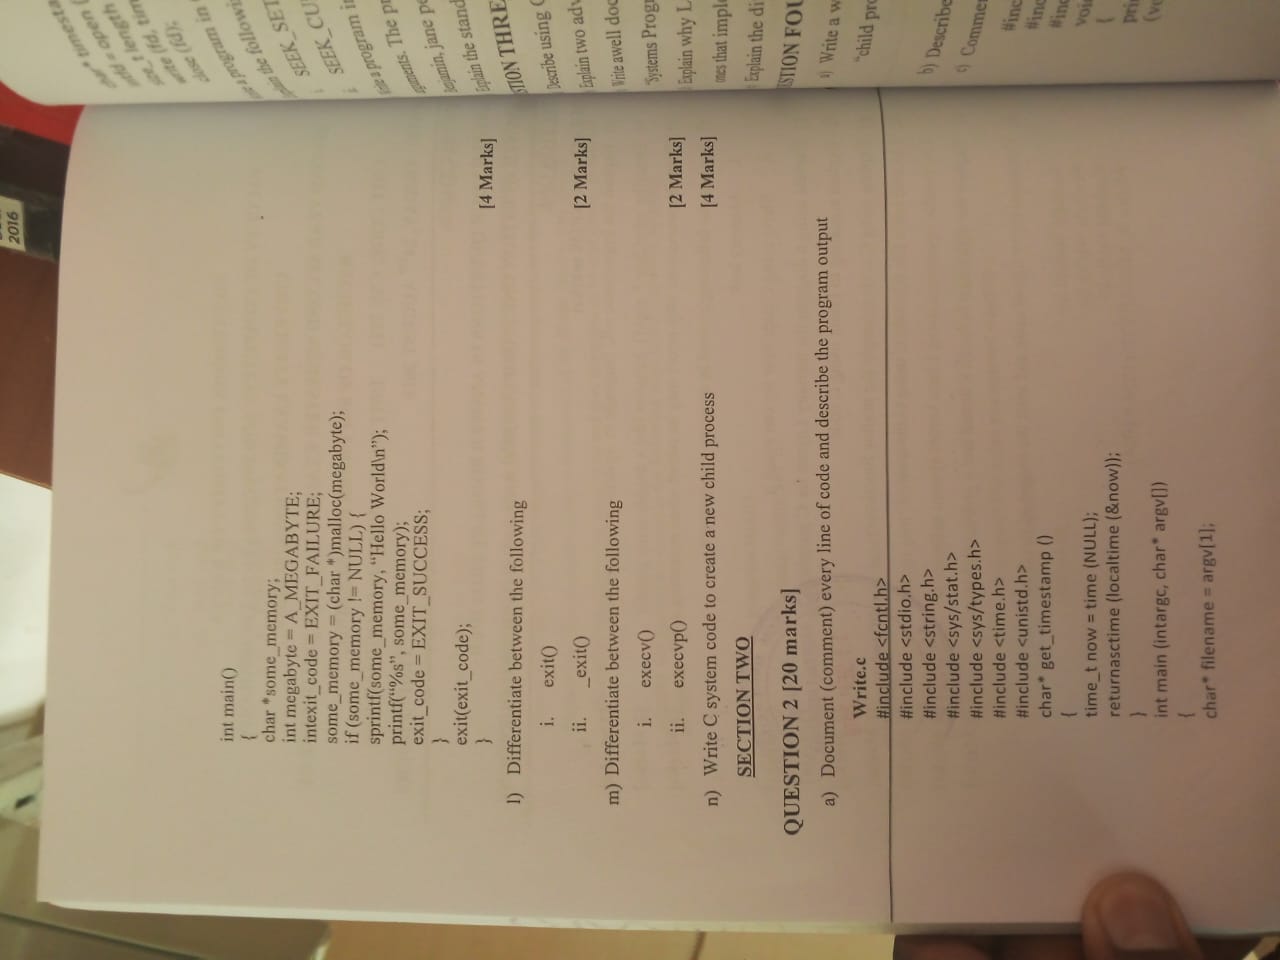 2016
int main()
{
char *some_memory;
int megabyte = A_MEGABYTE;
intexit_code = EXIT_FAILURE;
some_memory = (char *)malloc(megabyte);
if (some_memory != NULL) {
sprintf(some_memory, “Hello World\n”);
printf(“%s”, some_memory);
exit_code = EXIT_SUCCESS;
}
exit(exit_code);
}
[4 Marks]
l) Differentiate between the following
i. exit()
ii. _exit() [2 Marks]
m) Differentiate between the following
i. execv()
ii. execvp() [2 Marks]
n) Write C system code to create a new child process [4 Marks]
SECTION TWO
QUESTION 2 [20 marks]
a) Document (comment) every line of code and describe the program output
Write.c
#include <fcntl.h>
#include <stdio.h>
#include <string.h>
#include <sys/stat.h>
#include <sys/types.h>
#include <time.h>
#include <unistd.h>
char* get_timestamp ()
{
time_t now = time (NULL);
returnasctime (localtime (&now));
}
int main (intargc, char* argv[])
{
char* filename = argv[1];
char* timesta
= open (
length
write (fd, tim
close (fd);
a program in
the followi
SEEK_SET
SEEK_CU
a program i
The p
jane pe
Explain the stand
STION THRE
Describe using C
Explain two adv
Write awell doc
"Systems Progr
Explain why L
ones that imple
Explain the di
ESTION FOU
a) Write a w
"child pro
b) Describe
c) Commen
#inc
#inc
#inc
voi
{
pri
(vo